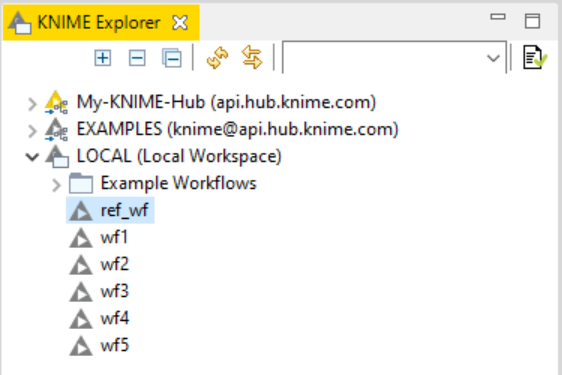 KNIME Explorer
My-KNIME-Hub (api.hub.knime.com)
EXAMPLES (knime@api.hub.knime.com)
LOCAL (Local Workspace)
Example Workflows
ref_wf
wf1
wf2
wf3
wf4
wf5